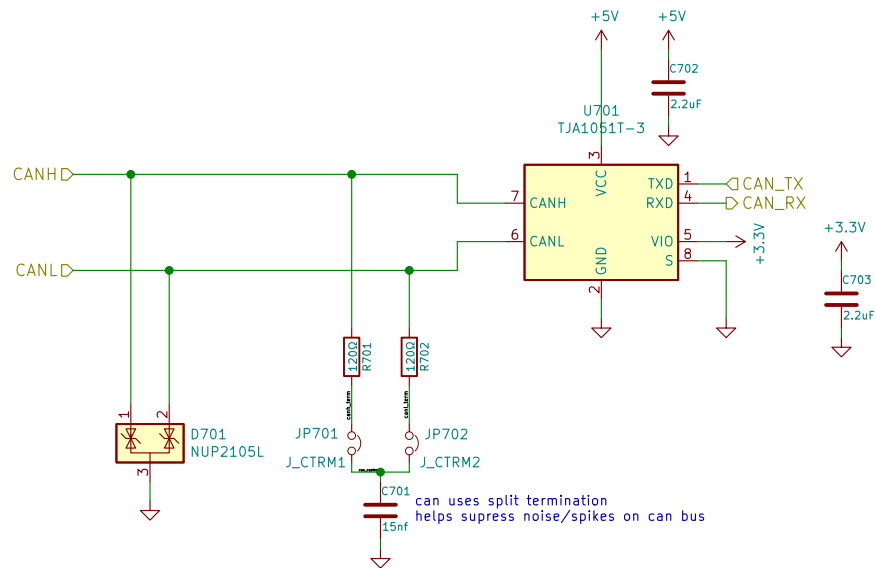 +5V
+5V
C702
2.2uF
U701
TJA1051T-3
CANH
3
VCC
TXD
1
CAN_TX
RXD
4
CAN_RX
7
CANH
6
CANL
VIO
5
+3.3V
S
8
GND
2
+3.3V
C703
2.2uF
CANL
120Ω
R701
120Ω
R702
canh_term
canl_term
1
2
D701
NUP2105L
3
JP701
J_CTRM1
JP702
J_CTRM2
C701
15nf
can uses split termination
helps supress noise/spikes on can bus